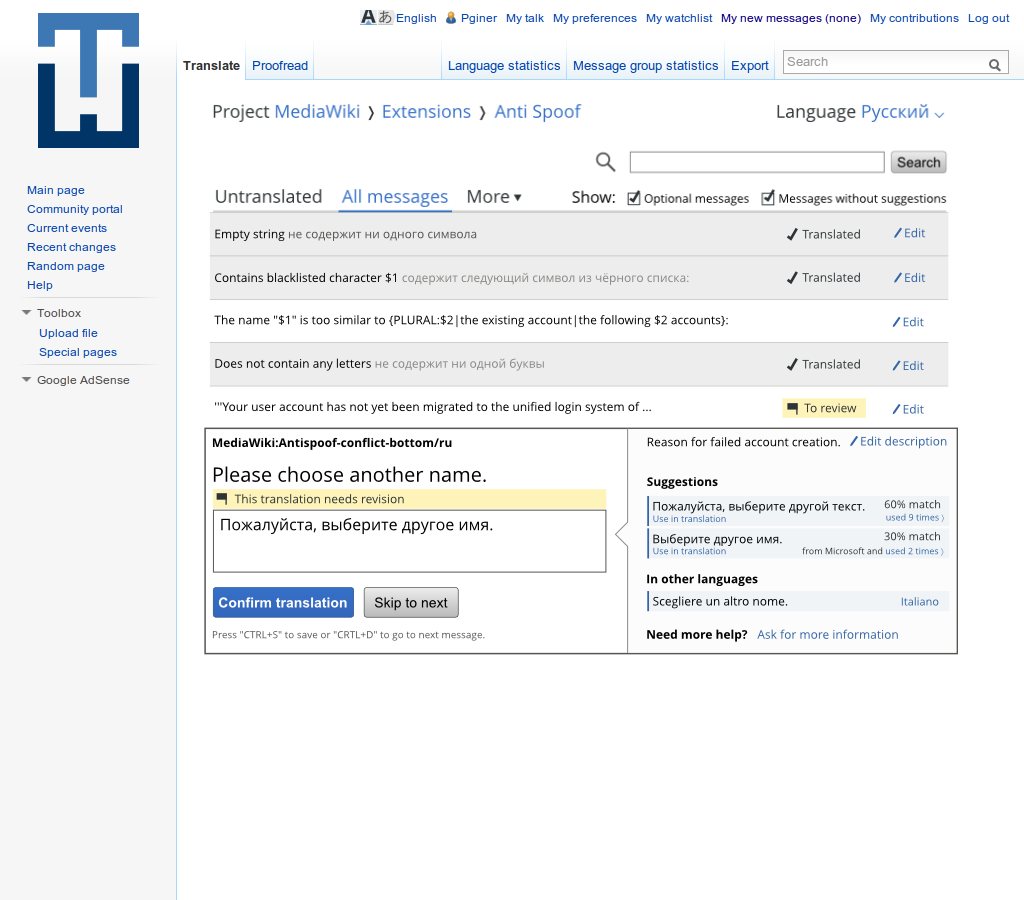 English Pginer My talk My preferences My watchlist My new messages (none) My contributions Log out
Translate Proofread Language statistics Message group statistics Export Search
Project MediaWiki ❭ Extensions ❭ Anti Spoof Language Русский
Search
Untranslated All messages More ▾ Show: Optional messages Messages without suggestions
Main page
Community portal
Current events
Recent changes
Random page
Help
Toolbox
Upload file
Special pages
Google AdSense
Empty string не содержит ни одного символа Translated Edit
Contains blacklisted character $1 содержит следующий символ из чёрного списка: Translated Edit
The name "$1" is too similar to {PLURAL:$2|the existing account|the following $2 accounts}: Edit
Does not contain any letters не содержит ни одной буквы Translated Edit
'''Your user account has not yet been migrated to the unified login system of ... To review Edit
MediaWiki:Antispoof-conflict-bottom/ru
Please choose another name.
This translation needs revision
Пожалуйста, выберите другое имя.
Confirm translation Skip to next
Press "CTRL+S" to save or "CRTL+D" to go to next message.
Reason for failed account creation. Edit description
Suggestions
Пожалуйста, выберите другой текст. 60% match
Use in translation used 9 times ⟩
Выберите другое имя. 30% match
Use in translation from Microsoft and used 2 times ⟩
In other languages
Scegliere un altro nome. Italiano
Need more help? Ask for more information